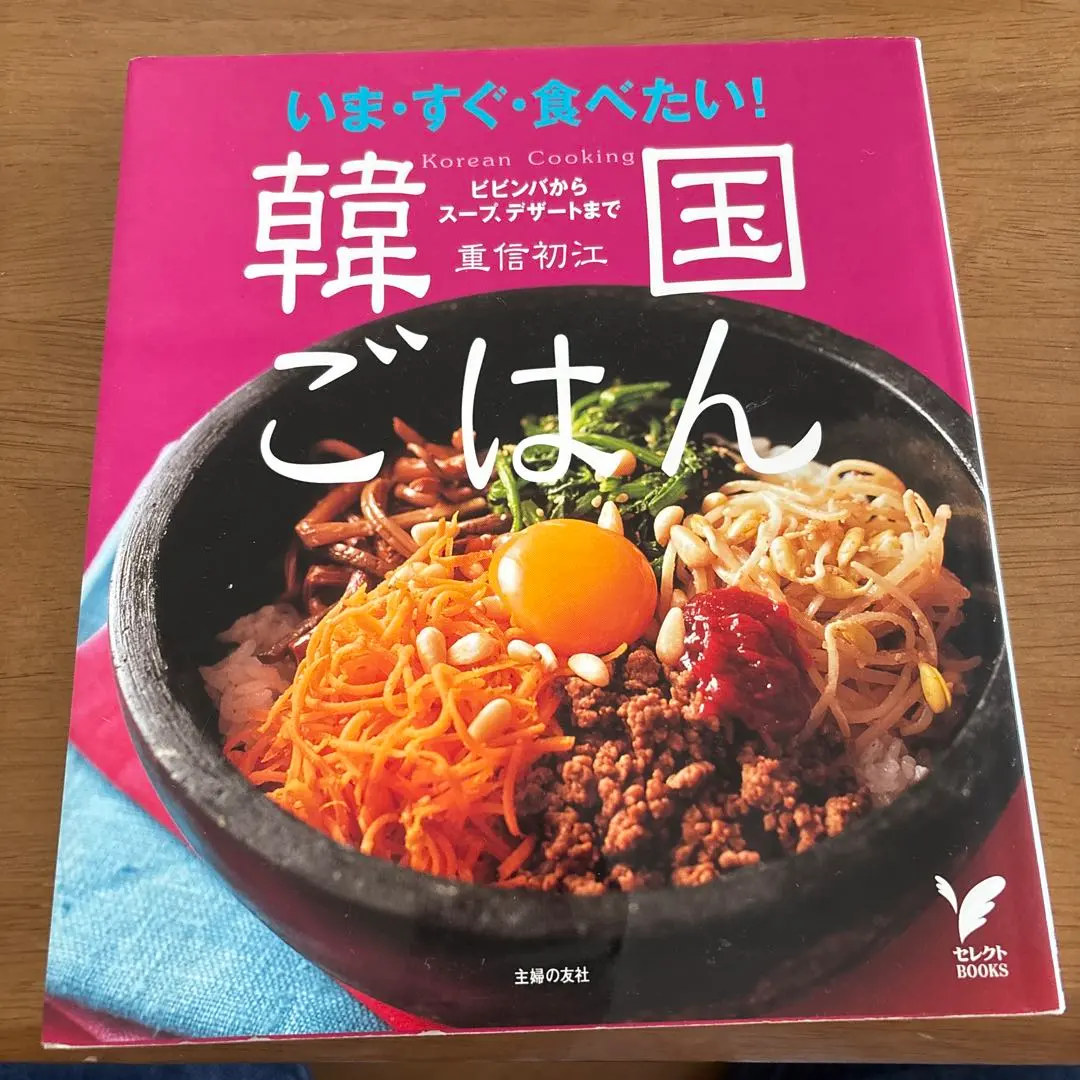 いま・すぐ・食べたい!
Korean Cooking
韓国
ビビンバから
スープ、デザートまで
重信初江
ごはん
主婦の友社
セレクト
BOOKS